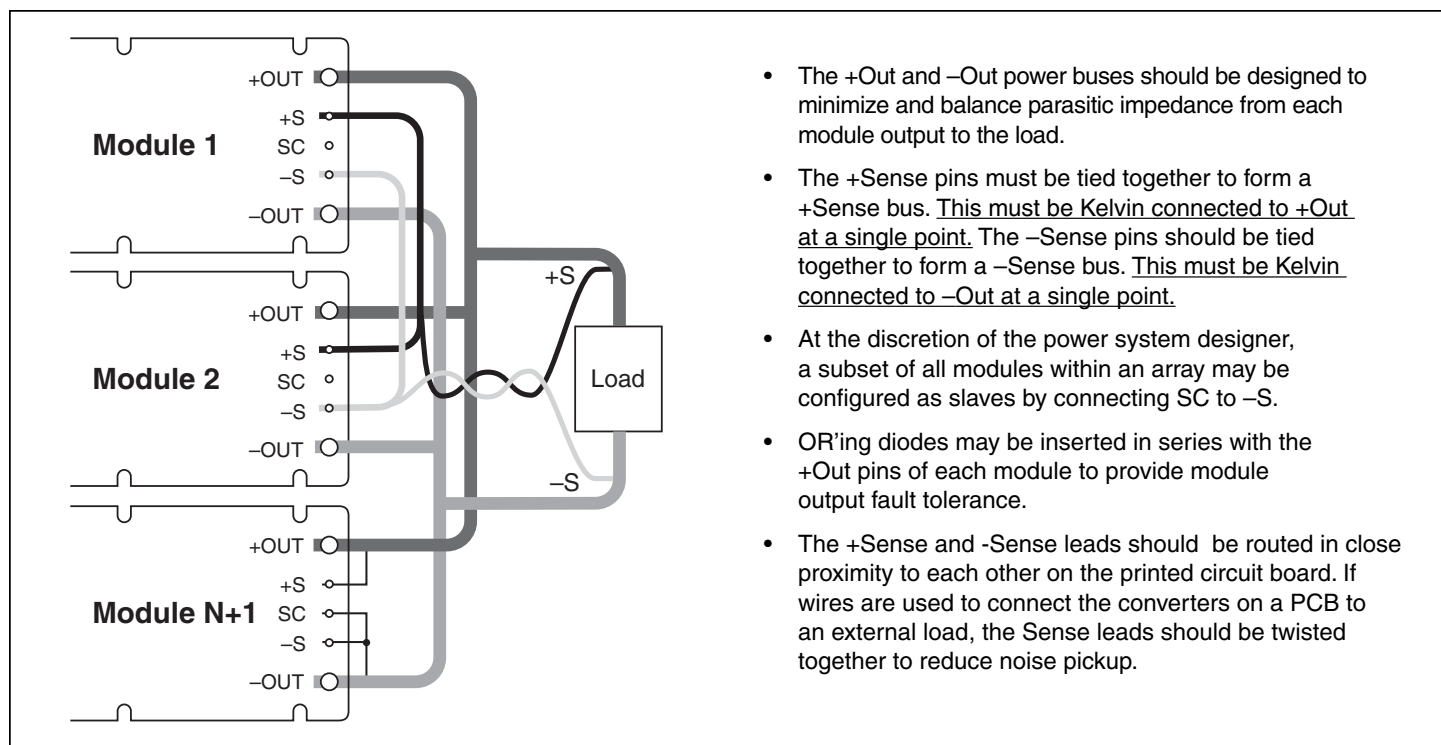 +OUT
+S
Module 1
SC
–S
–OUT
+OUT
+S
Module 2
SC
–S
–OUT
+OUT
+S
Module N+1
SC
–S
–OUT
+S
Load
–S
• The +Out and –Out power buses should be designed to
minimize and balance parasitic impedance from each
module output to the load.
• The +Sense pins must be tied together to form a
+Sense bus. This must be Kelvin connected to +Out
at a single point. The –Sense pins should be tied
together to form a –Sense bus. This must be Kelvin
connected to –Out at a single point.
• At the discretion of the power system designer,
a subset of all modules within an array may be
configured as slaves by connecting SC to –S.
• OR'ing diodes may be inserted in series with the
+Out pins of each module to provide module
output fault tolerance.
• The +Sense and -Sense leads should be routed in close
proximity to each other on the printed circuit board. If
wires are used to connect the converters on a PCB to
an external load, the Sense leads should be twisted
together to reduce noise pickup.